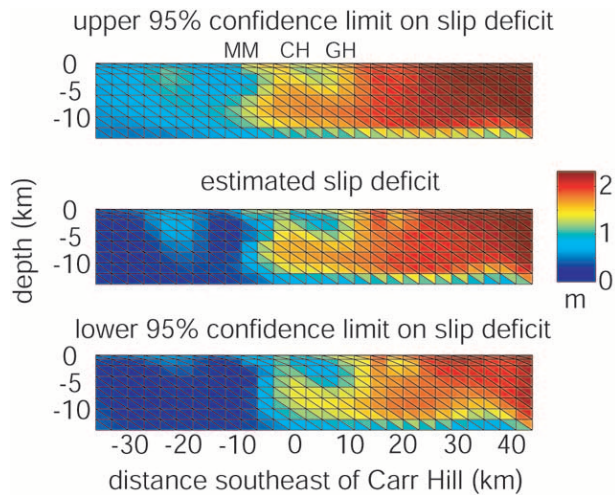 upper 95% confidence limit on slip deficit
MM CH GH
0
-5
-10
estimated slip deficit
0
-5
-10
2
1
0
m
depth (km)
lower 95% confidence limit on slip deficit
0
-5
-10
-30 -20 -10 0 10 20 30 40
distance southeast of Carr Hill (km)